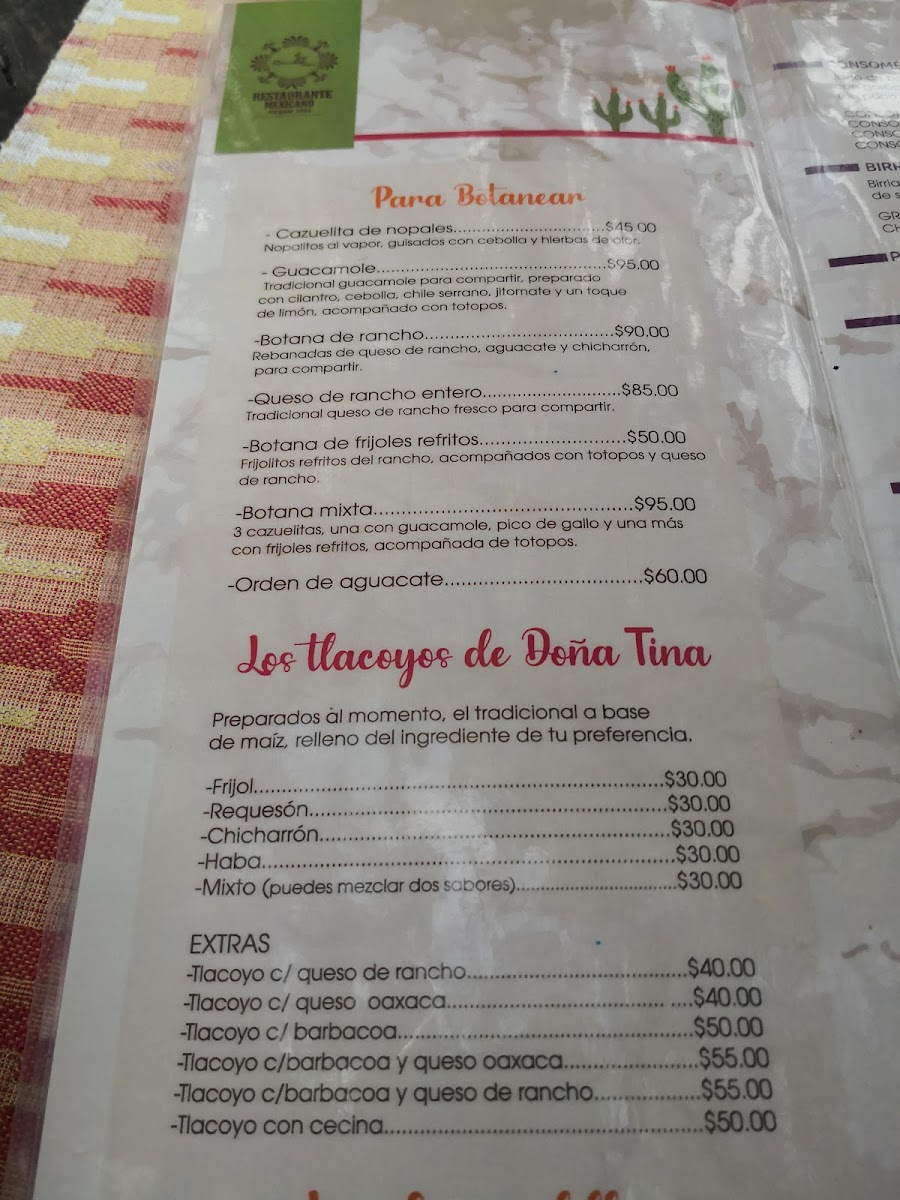 RESTAURANTE
MEXICANO
Para Botanear
- Cazuelita de nopales..............................$45.00
Nopalitos al vapor, guisados con cebolla y hierbas de olor.
- Guacamole..............................................$95.00
Tradicional guacamole para compartir, preparado
con cilantro, cebolla, chile serrano, jitomate y un toque
de limón, acompañado con totopos.
-Botana de rancho......................................$90.00
Rebanadas de queso de rancho, aguacate y chicharrón,
para compartir.
-Queso de rancho entero...........................$85.00
Tradicional queso de rancho fresco para compartir.
-Botana de frijoles refritos............................$50.00
Frijolitos refritos del rancho, acompañados con totopos y queso
de rancho.
-Botana mixta.............................................$95.00
3 cazuelitas, una con guacamole, pico de gallo y una más
con frijoles refritos, acompañada de totopos.
-Orden de aguacate..................................$60.00
Los tlacoyos de Doña Tina
Preparados al momento, el tradicional a base
de maíz, relleno del ingrediente de tu preferencia.
-Frijol......................................................................$30.00
-Requesón.............................................................$30.00
-Chicharrón............................................................$30.00
-Haba.....................................................................$30.00
-Mixto (puedes mezclar dos sabores)..............................$30.00
EXTRAS
-Tlacoyo c/ queso de rancho....................................$40.00
-Tlacoyo c/ queso  oaxaca.................................... ....$40.00
-Tlacoyo c/ barbacoa................................................$50.00
-Tlacoyo c/barbacoa y queso oaxaca......................$55.00
-Tlacoyo c/barbacoa y queso de rancho..................$55.00
-Tlacoyo con cecina...................................................$50.00
CONSO
CONSO
CONSO
BIRR
Birria
de s
GR
CH
P